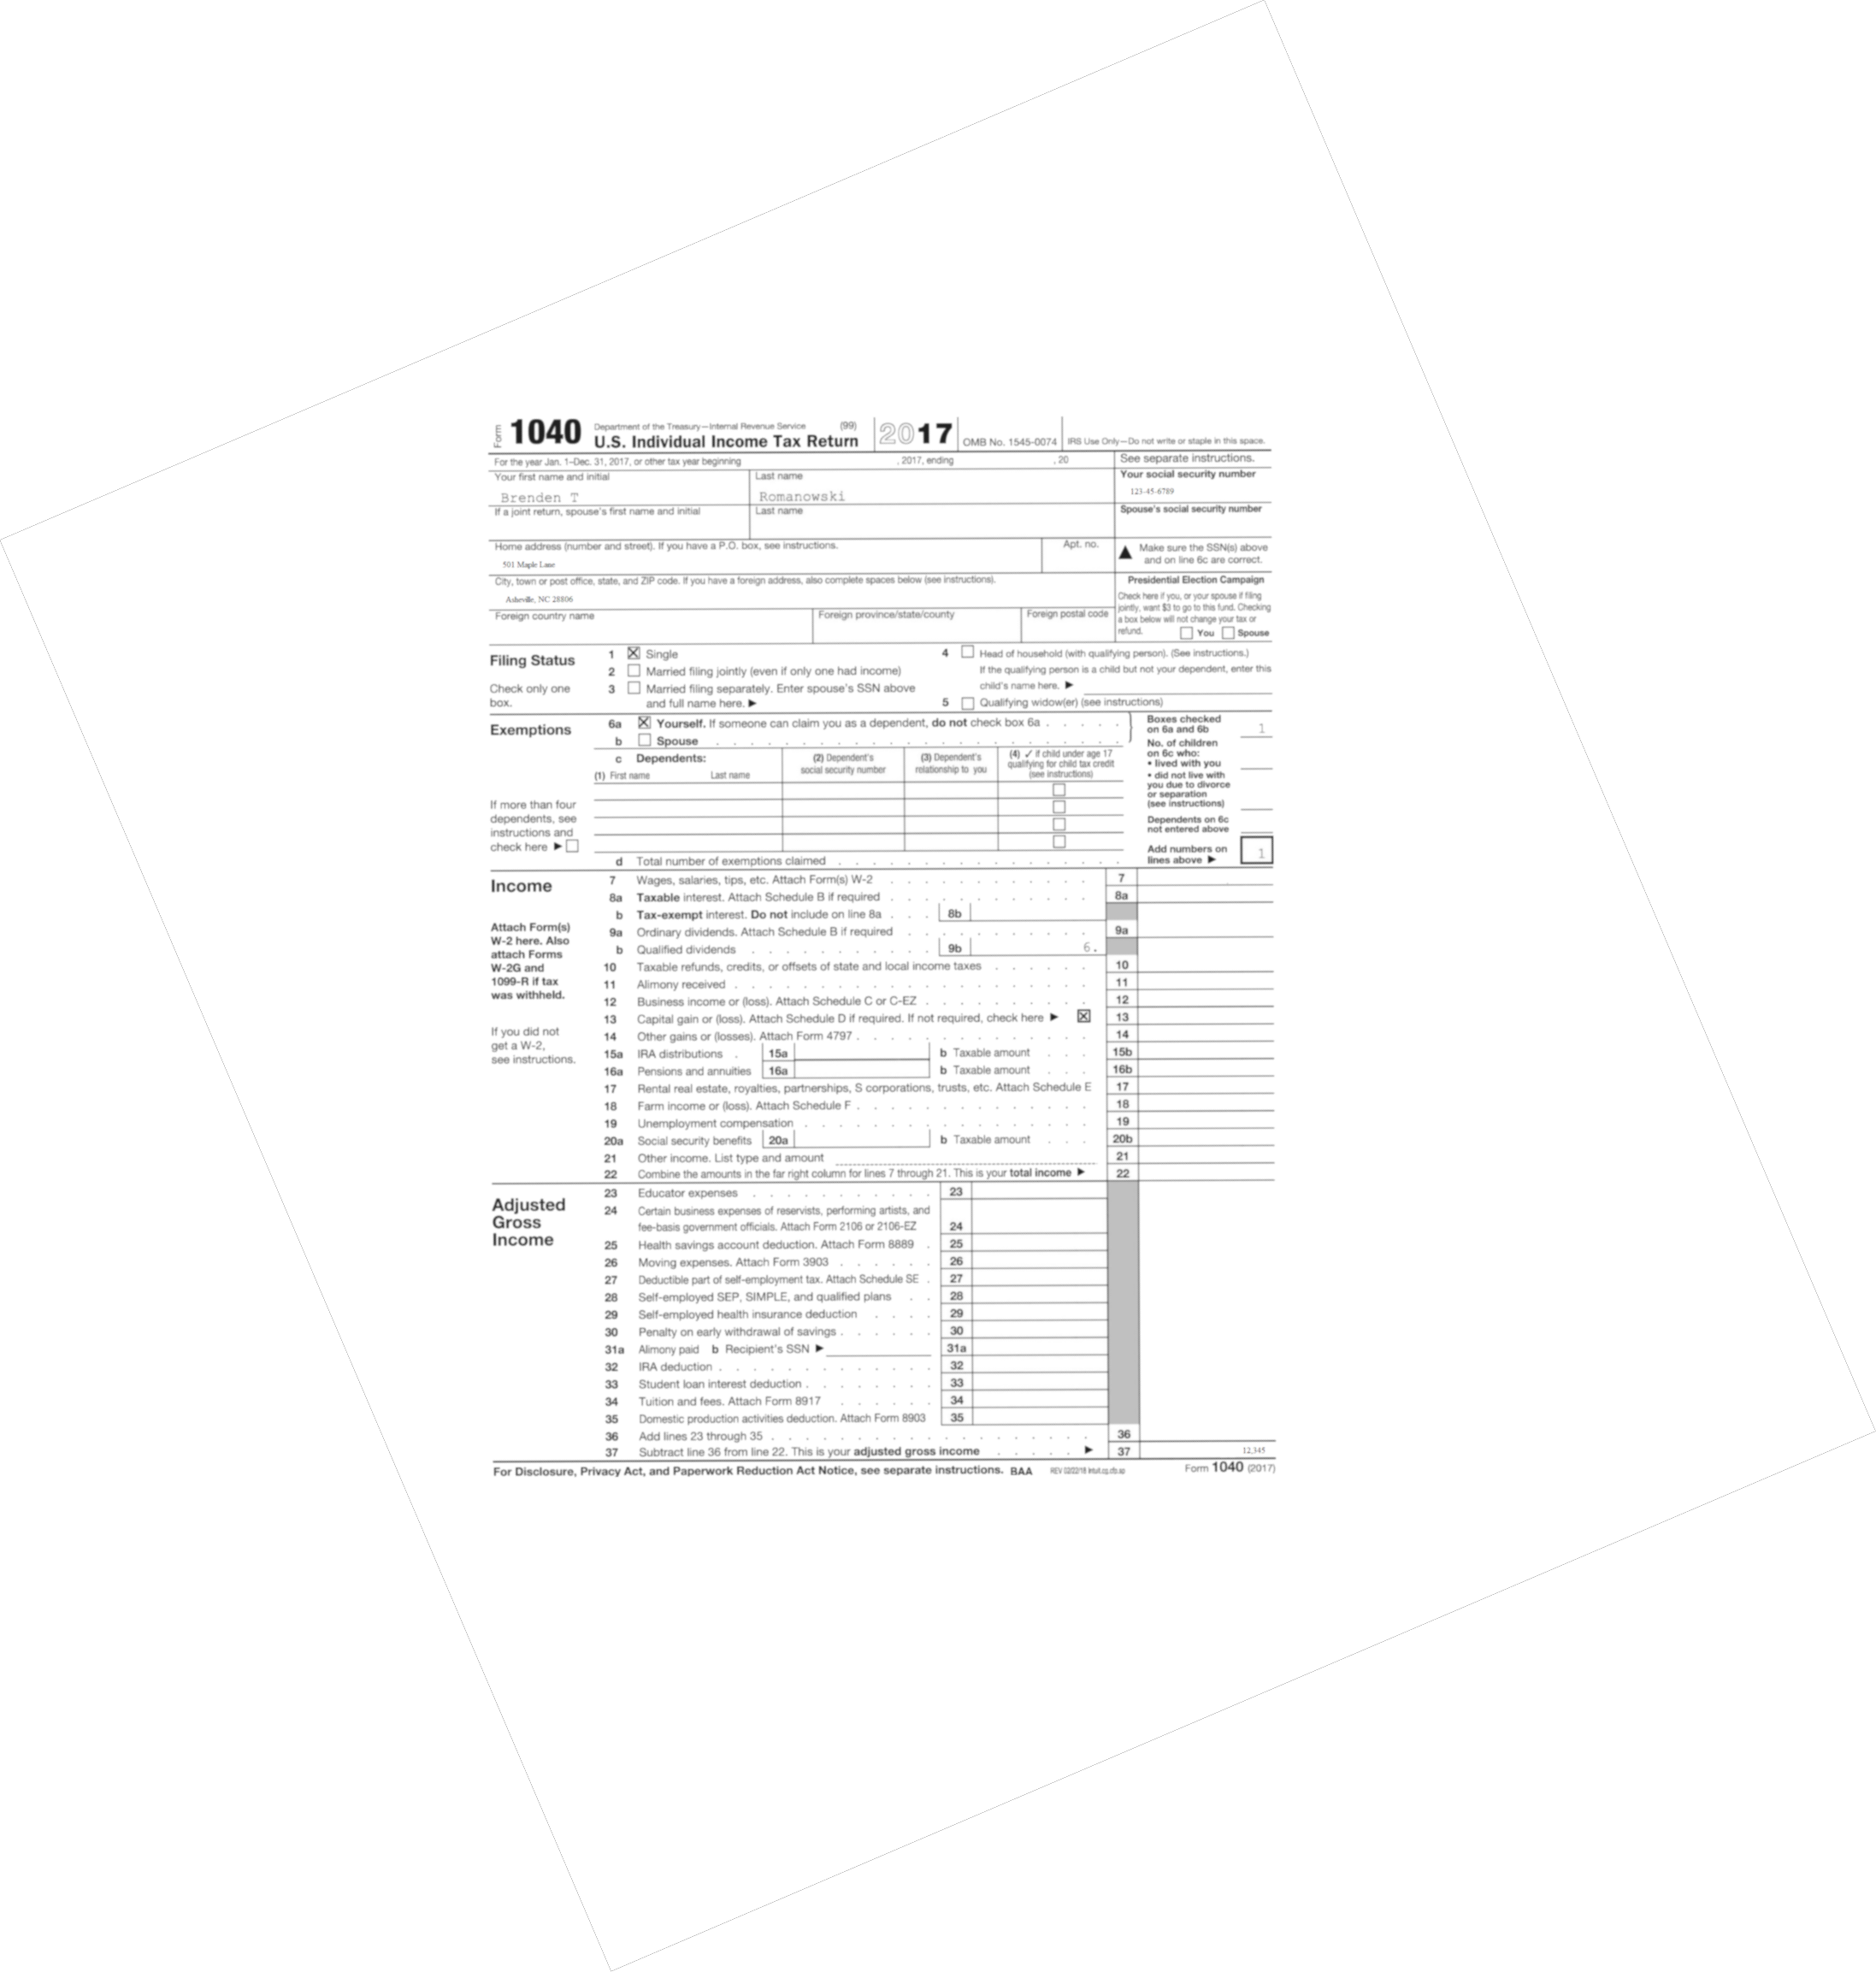 Form 1040 Department of the Treasury—Internal Revenue Service (99) U.S. Individual Income Tax Return 2017 OMB No. 1545-0074 IRS Use Only—Do not write or staple in this space.
For the year Jan. 1–Dec. 31, 2017, or other tax year beginning , 2017, ending , 20 See separate instructions.
Your first name and initial Last name Your social security number
Brenden T Romanowski 123-45-6789
If a joint return, spouse's first name and initial Last name Spouse's social security number
Home address (number and street). If you have a P.O. box, see instructions. Apt. no.
501 Maple Lane
▲ Make sure the SSN(s) above and on line 6c are correct.
City, town or post office, state, and ZIP code. If you have a foreign address, also complete spaces below (see instructions).
Asheville, NC 28806
Foreign country name Foreign province/state/county Foreign postal code
Presidential Election Campaign
Check here if you, or your spouse if filing
jointly, want $3 to go to this fund. Checking
a box below will not change your tax or
refund. You Spouse
Filing Status
Check only one
box.
1 ☒ Single
2 ☐ Married filing jointly (even if only one had income)
3 ☐ Married filing separately. Enter spouse's SSN above
and full name here. ►
4 ☐ Head of household (with qualifying person). (See instructions.)
If the qualifying person is a child but not your dependent, enter this
child's name here. ►
5 ☐ Qualifying widow(er) (see instructions)
Exemptions
6a ☒ Yourself. If someone can claim you as a dependent, do not check box 6a . . . . .
b ☐ Spouse
c Dependents:
(1) First name Last name
(2) Dependent's
social security number
(3) Dependent's
relationship to you
(4) ✓ if child under age 17
qualifying for child tax credit
(see instructions)
If more than four
dependents, see
instructions and
check here ► ☐
d Total number of exemptions claimed
Boxes checked
on 6a and 6b 1
No. of children
on 6c who:
• lived with you
• did not live with
you due to divorce
or separation
(see instructions)
Dependents on 6c
not entered above
Add numbers on
lines above ► 1
Income
Attach Form(s)
W-2 here. Also
attach Forms
W-2G and
1099-R if tax
was withheld.
If you did not
get a W-2,
see instructions.
7 Wages, salaries, tips, etc. Attach Form(s) W-2 7
8a Taxable interest. Attach Schedule B if required 8a
b Tax-exempt interest. Do not include on line 8a . . . 8b
9a Ordinary dividends. Attach Schedule B if required 9a
b Qualified dividends 9b 6.
10 Taxable refunds, credits, or offsets of state and local income taxes 10
11 Alimony received 11
12 Business income or (loss). Attach Schedule C or C-EZ 12
13 Capital gain or (loss). Attach Schedule D if required. If not required, check here ► ☒ 13
14 Other gains or (losses). Attach Form 4797 14
15a IRA distributions . 15a b Taxable amount . . . 15b
16a Pensions and annuities 16a b Taxable amount . . . 16b
17 Rental real estate, royalties, partnerships, S corporations, trusts, etc. Attach Schedule E 17
18 Farm income or (loss). Attach Schedule F 18
19 Unemployment compensation 19
20a Social security benefits 20a b Taxable amount . . . 20b
21 Other income. List type and amount 21
22 Combine the amounts in the far right column for lines 7 through 21. This is your total income ► 22
Adjusted
Gross
Income
23 Educator expenses 23
24 Certain business expenses of reservists, performing artists, and
fee-basis government officials. Attach Form 2106 or 2106-EZ 24
25 Health savings account deduction. Attach Form 8889 . 25
26 Moving expenses. Attach Form 3903 26
27 Deductible part of self-employment tax. Attach Schedule SE . 27
28 Self-employed SEP, SIMPLE, and qualified plans . . 28
29 Self-employed health insurance deduction . . . . 29
30 Penalty on early withdrawal of savings 30
31a Alimony paid b Recipient's SSN ► 31a
32 IRA deduction 32
33 Student loan interest deduction 33
34 Tuition and fees. Attach Form 8917 34
35 Domestic production activities deduction. Attach Form 8903 35
36 Add lines 23 through 35 36
37 Subtract line 36 from line 22. This is your adjusted gross income . . . . . ► 37 12,345
For Disclosure, Privacy Act, and Paperwork Reduction Act Notice, see separate instructions. BAA REV 02/22/18 Intuit.cg.cfp.sp Form 1040 (2017)